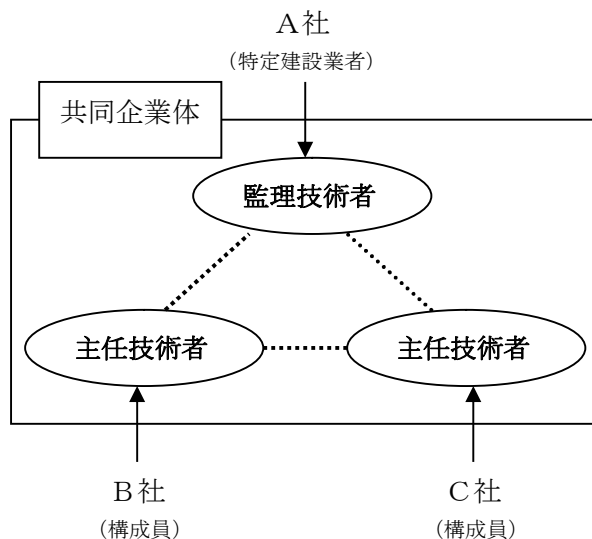 A社
（特定建設業者）
共同企業体
監理技術者
主任技術者
主任技術者
B社
（構成員）
C社
（構成員）